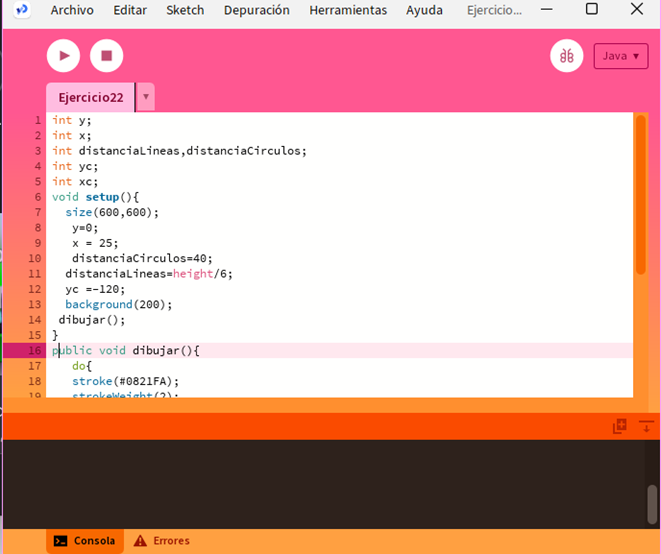 Archivo Editar Sketch Depuración Herramientas Ayuda Ejercicio...
Java ▾
Ejercicio22 ▾
1 int y;
2 int x;
3 int distanciaLineas,distanciaCirculos;
4 int yc;
5 int xc;
6 void setup(){
7 size(600,600);
8 y=0;
9 x = 25;
10 distanciaCirculos=40;
11 distanciaLineas=height/6;
12 yc =-120;
13 background(200);
14 dibujar();
15 }
16 public void dibujar(){
17 do{
18 stroke(#0821FA);
19 strokeWeight(2);
Consola Errores